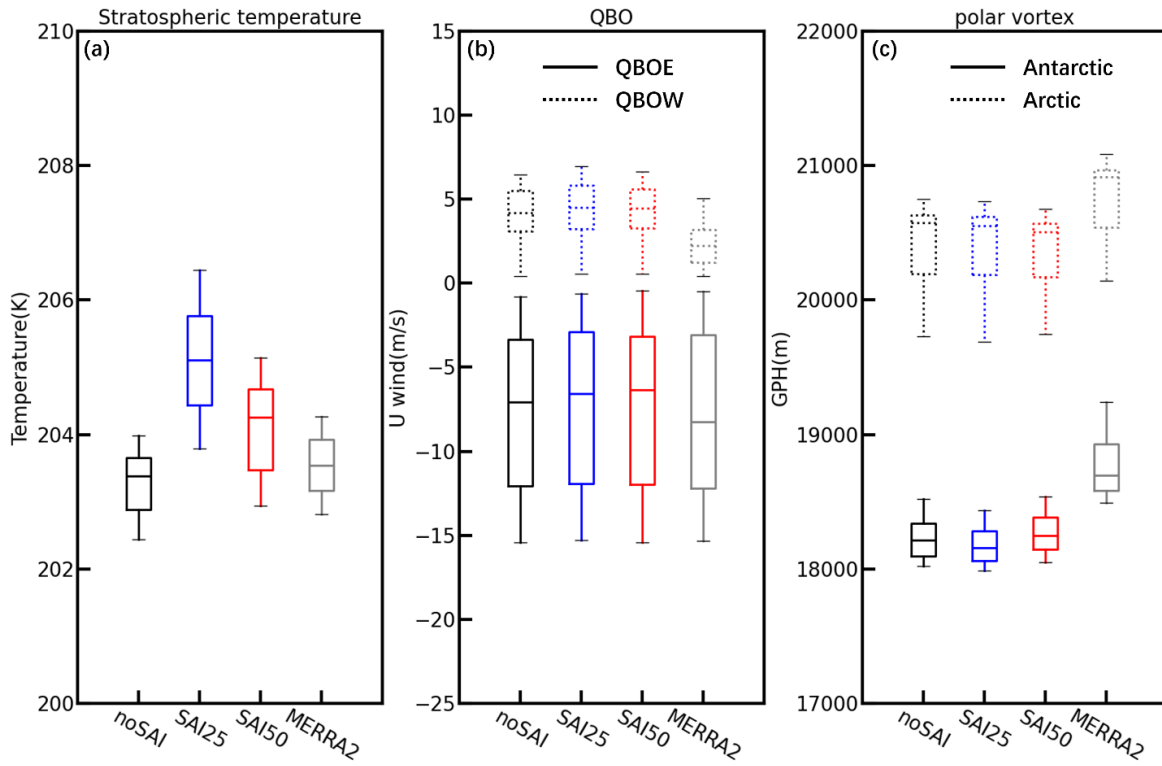 Stratospheric temperature
(a)
Temperature(K)
210
208
206
204
202
200
noSAI
SAI25
SAI50
MERRA2
QBO
(b)
QBOE
QBOW
U wind(m/s)
15
10
5
0
−5
−10
−15
−20
−25
noSAI
SAI25
SAI50
MERRA2
polar vortex
(c)
Antarctic
Arctic
GPH(m)
22000
21000
20000
19000
18000
17000
noSAI
SAI25
SAI50
MERRA2